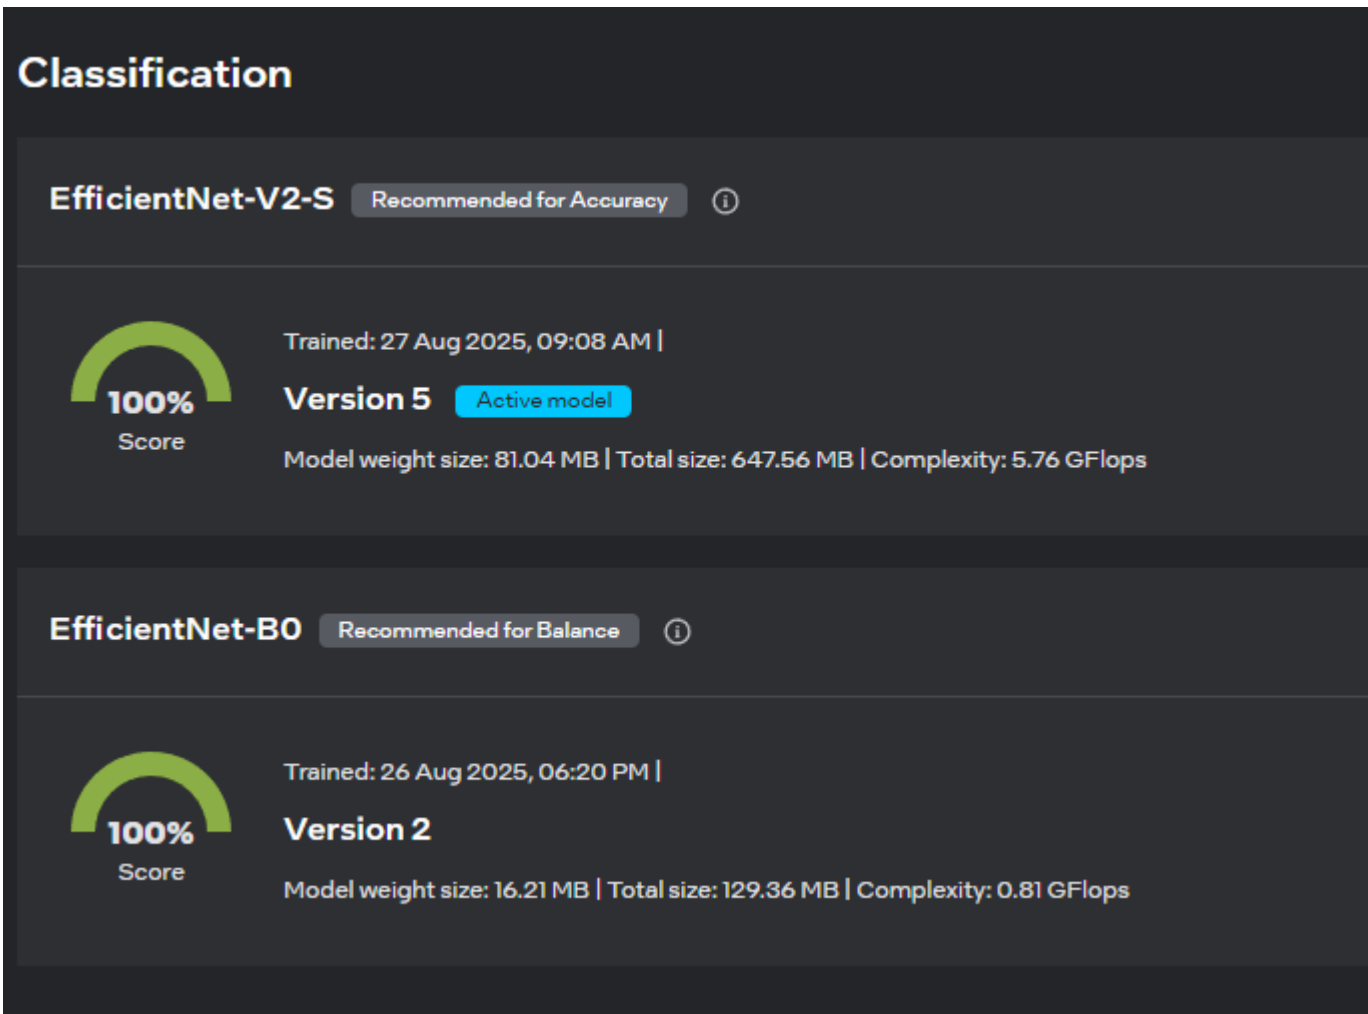 Classification
EfficientNet-V2-S Recommended for Accuracy
Trained: 27 Aug 2025, 09:08 AM |
100%
Score
Version 5 Active model
Model weight size: 81.04 MB | Total size: 647.56 MB | Complexity: 5.76 GFlops
EfficientNet-B0 Recommended for Balance
Trained: 26 Aug 2025, 06:20 PM |
100%
Score
Version 2
Model weight size: 16.21 MB | Total size: 129.36 MB | Complexity: 0.81 GFlops